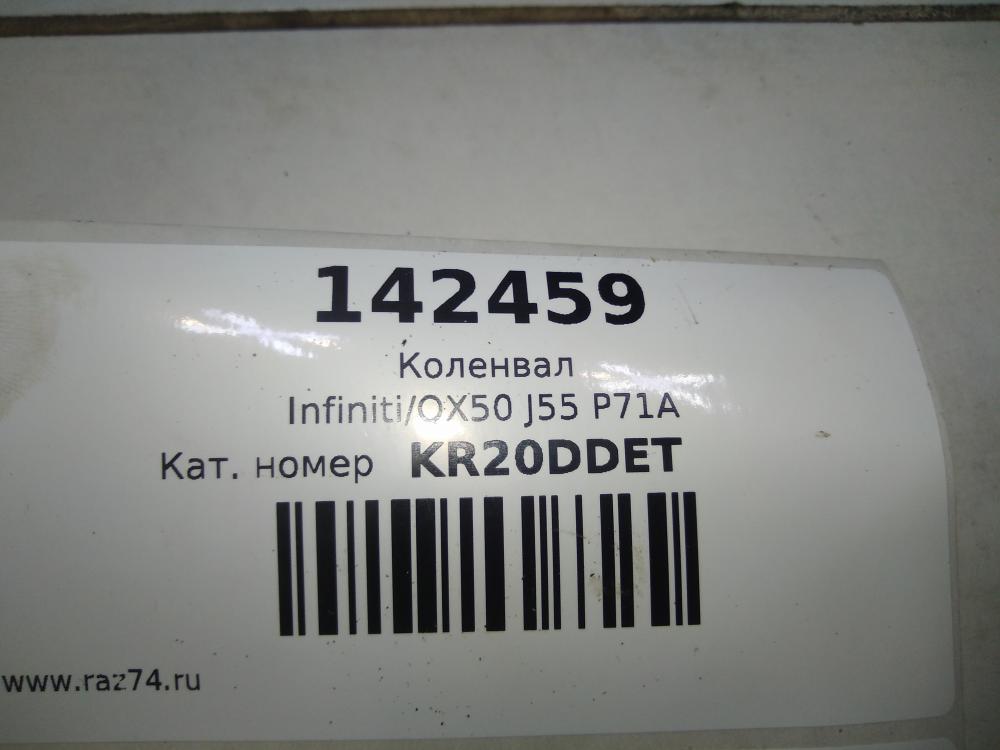 142459
Коленвал
Infiniti/QX50 J55 P71A
Кат. номер KR20DDET
www.raz74.ru